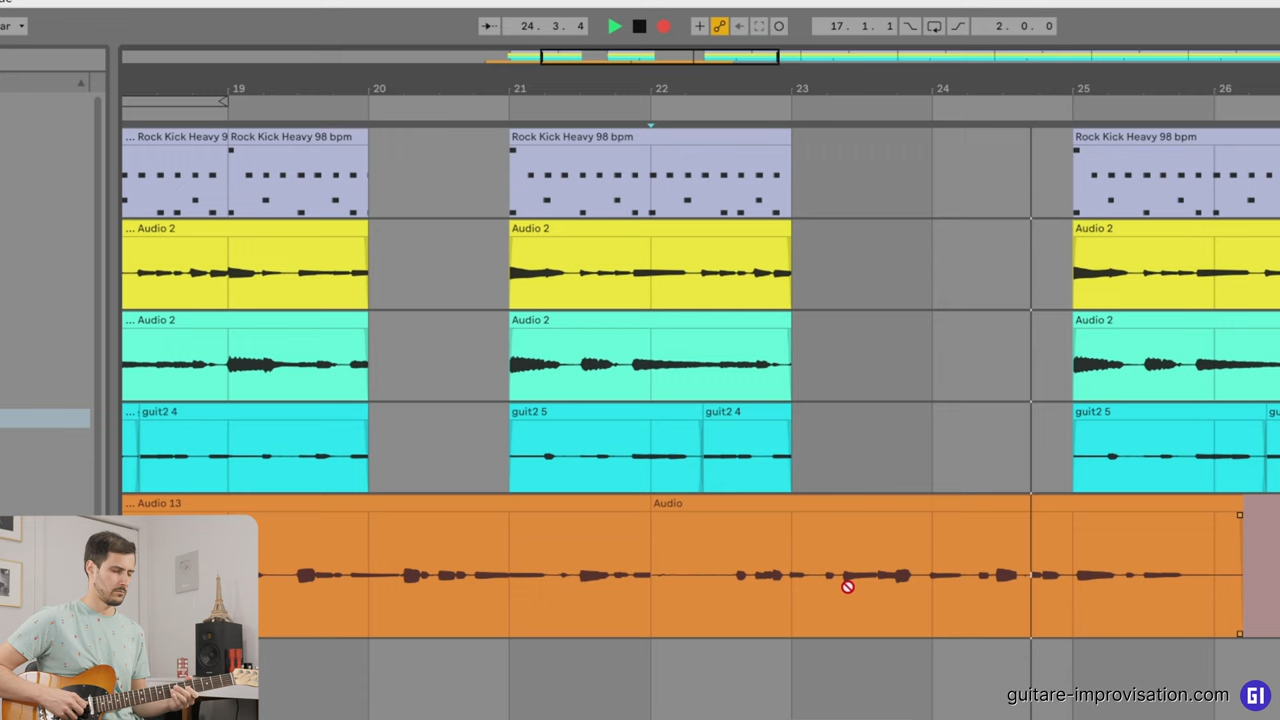 ar
24. 3. 4
17. 1. 1
2. 0. 0
19 20 21 22 23 24 25 26
... Rock Kick Heavy 9 Rock Kick Heavy 98 bpm Rock Kick Heavy 98 bpm Rock Kick Heavy 98 bpm
... Audio 2 Audio 2 Audio 2
... Audio 2 Audio 2 Audio 2
... guit2 4 guit2 5 guit2 4 guit2 5 gu
... Audio 13 Audio
guitare-improvisation.com GI